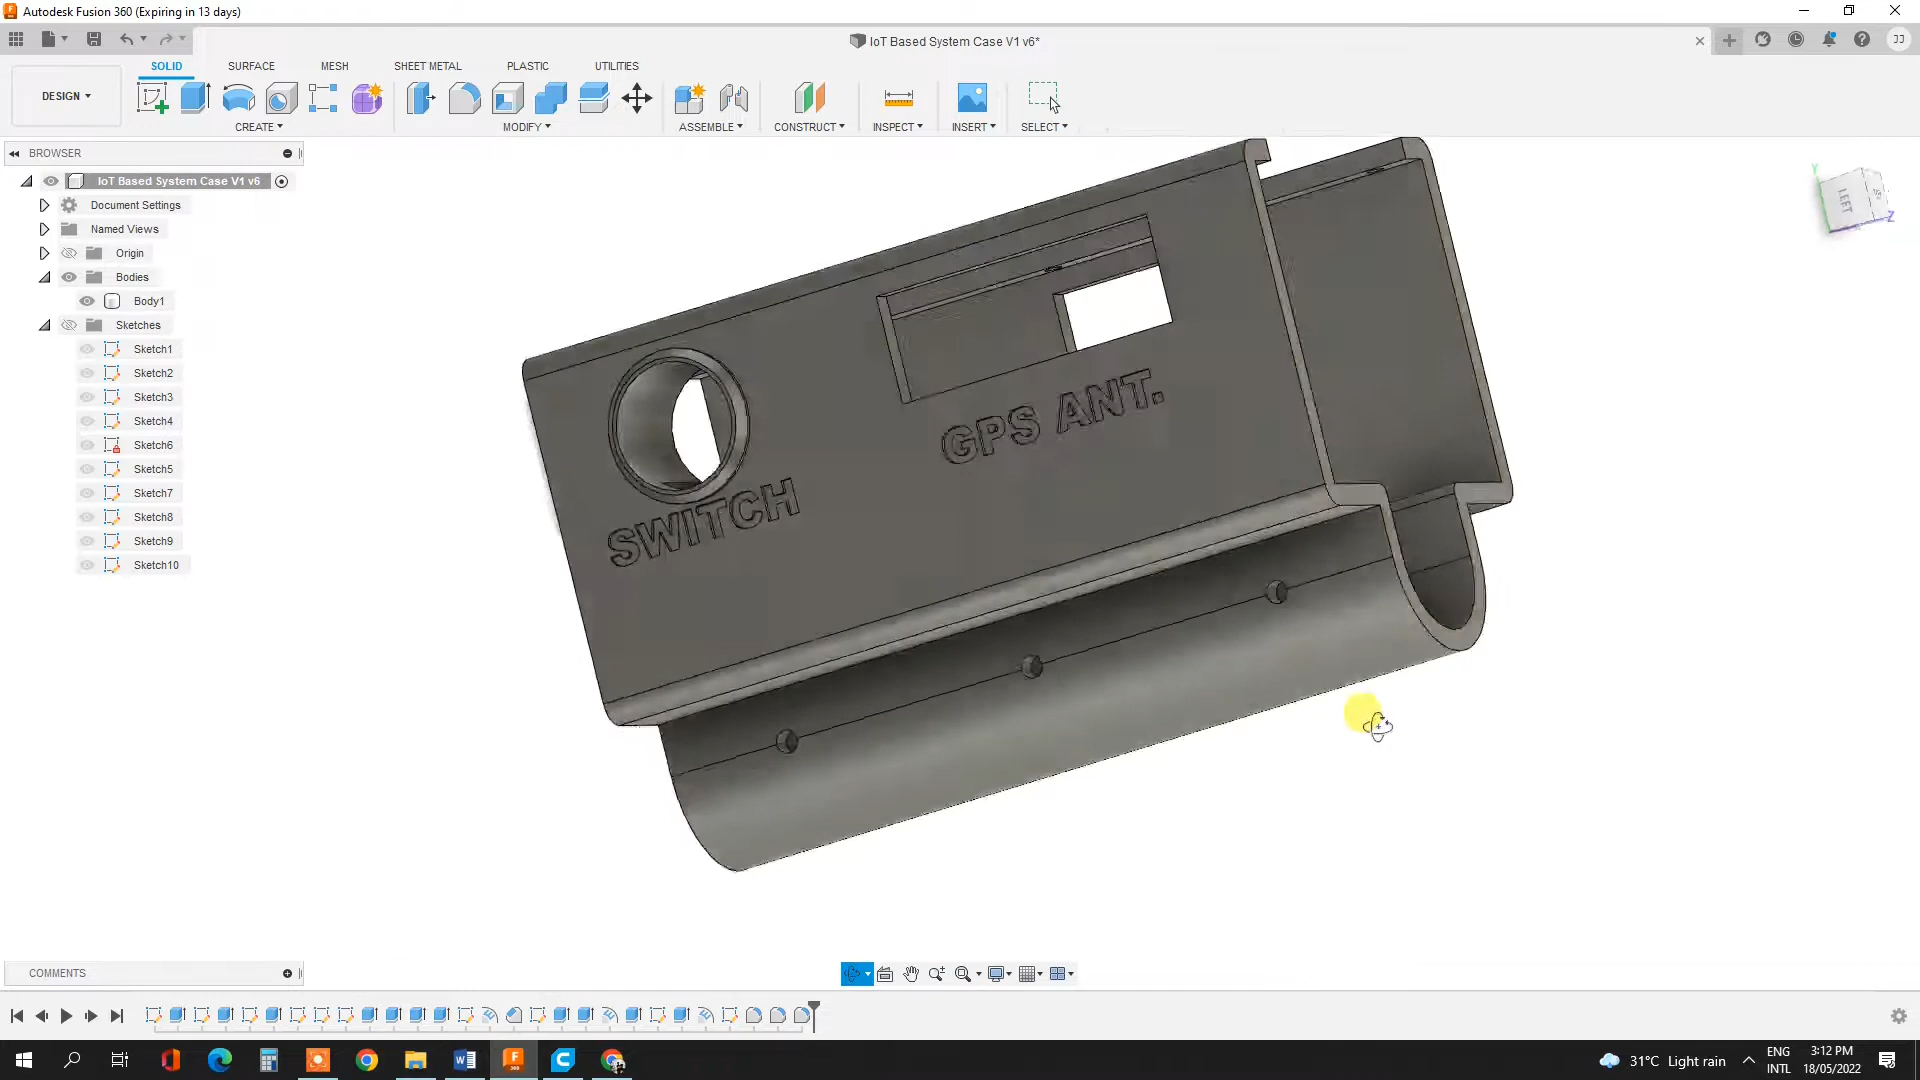 Autodesk Fusion 360 (Expiring in 13 days)
IoT Based System Case V1 v6*
JJ
DESIGN
SOLID
SURFACE
MESH
SHEET METAL
PLASTIC
UTILITIES
CREATE
MODIFY
ASSEMBLE
CONSTRUCT
INSPECT
INSERT
SELECT
BROWSER
IoT Based System Case V1 v6
Document Settings
Named Views
Origin
Bodies
Body1
Sketches
Sketch1
Sketch2
Sketch3
Sketch4
Sketch6
Sketch5
Sketch7
Sketch8
Sketch9
Sketch10
Y
LEFT
Z
GPS ANT.
SWITCH
COMMENTS
31°C Light rain
ENG
INTL
3:12 PM
18/05/2022